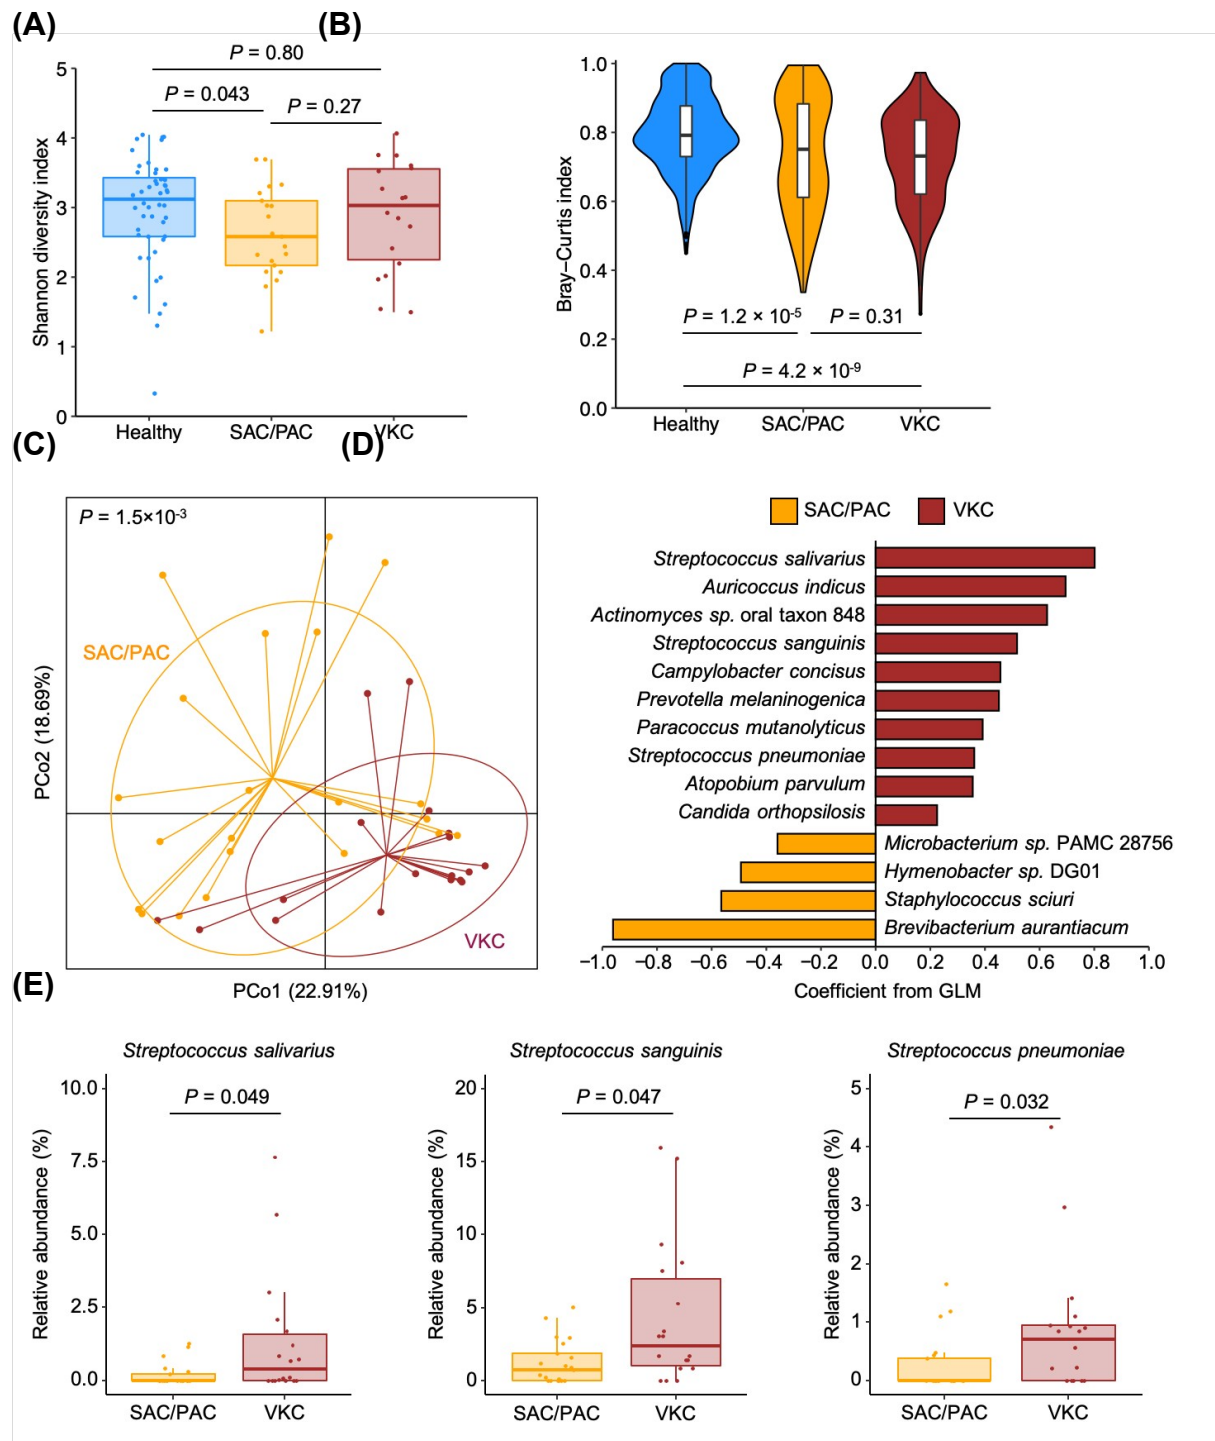 (A)
P = 0.80
P = 0.043
P = 0.27
Shannon diversity index
5
4
3
2
1
0
Healthy
SAC/PAC
VKC
(B)
Bray–Curtis index
1.0
0.8
0.6
0.4
0.2
0.0
P = 1.2 × 10-5
P = 0.31
P = 4.2 × 10-9
Healthy
SAC/PAC
VKC
(C)
P = 1.5×10-3
SAC/PAC
VKC
PCo2 (18.69%)
PCo1 (22.91%)
(D)
SAC/PAC
VKC
Streptococcus salivarius
Auricoccus indicus
Actinomyces sp. oral taxon 848
Streptococcus sanguinis
Campylobacter concisus
Prevotella melaninogenica
Paracoccus mutanolyticus
Streptococcus pneumoniae
Atopobium parvulum
Candida orthopsilosis
Microbacterium sp. PAMC 28756
Hymenobacter sp. DG01
Staphylococcus sciuri
Brevibacterium aurantiacum
−1.0 −0.8 −0.6 −0.4 −0.2 0.0 0.2 0.4 0.6 0.8 1.0
Coefficient from GLM
(E)
Streptococcus salivarius
P = 0.049
Relative abundance (%)
10.0
7.5
5.0
2.5
0.0
SAC/PAC
VKC
Streptococcus sanguinis
P = 0.047
Relative abundance (%)
20
15
10
5
0
SAC/PAC
VKC
Streptococcus pneumoniae
P = 0.032
Relative abundance (%)
5
4
3
2
1
0
SAC/PAC
VKC